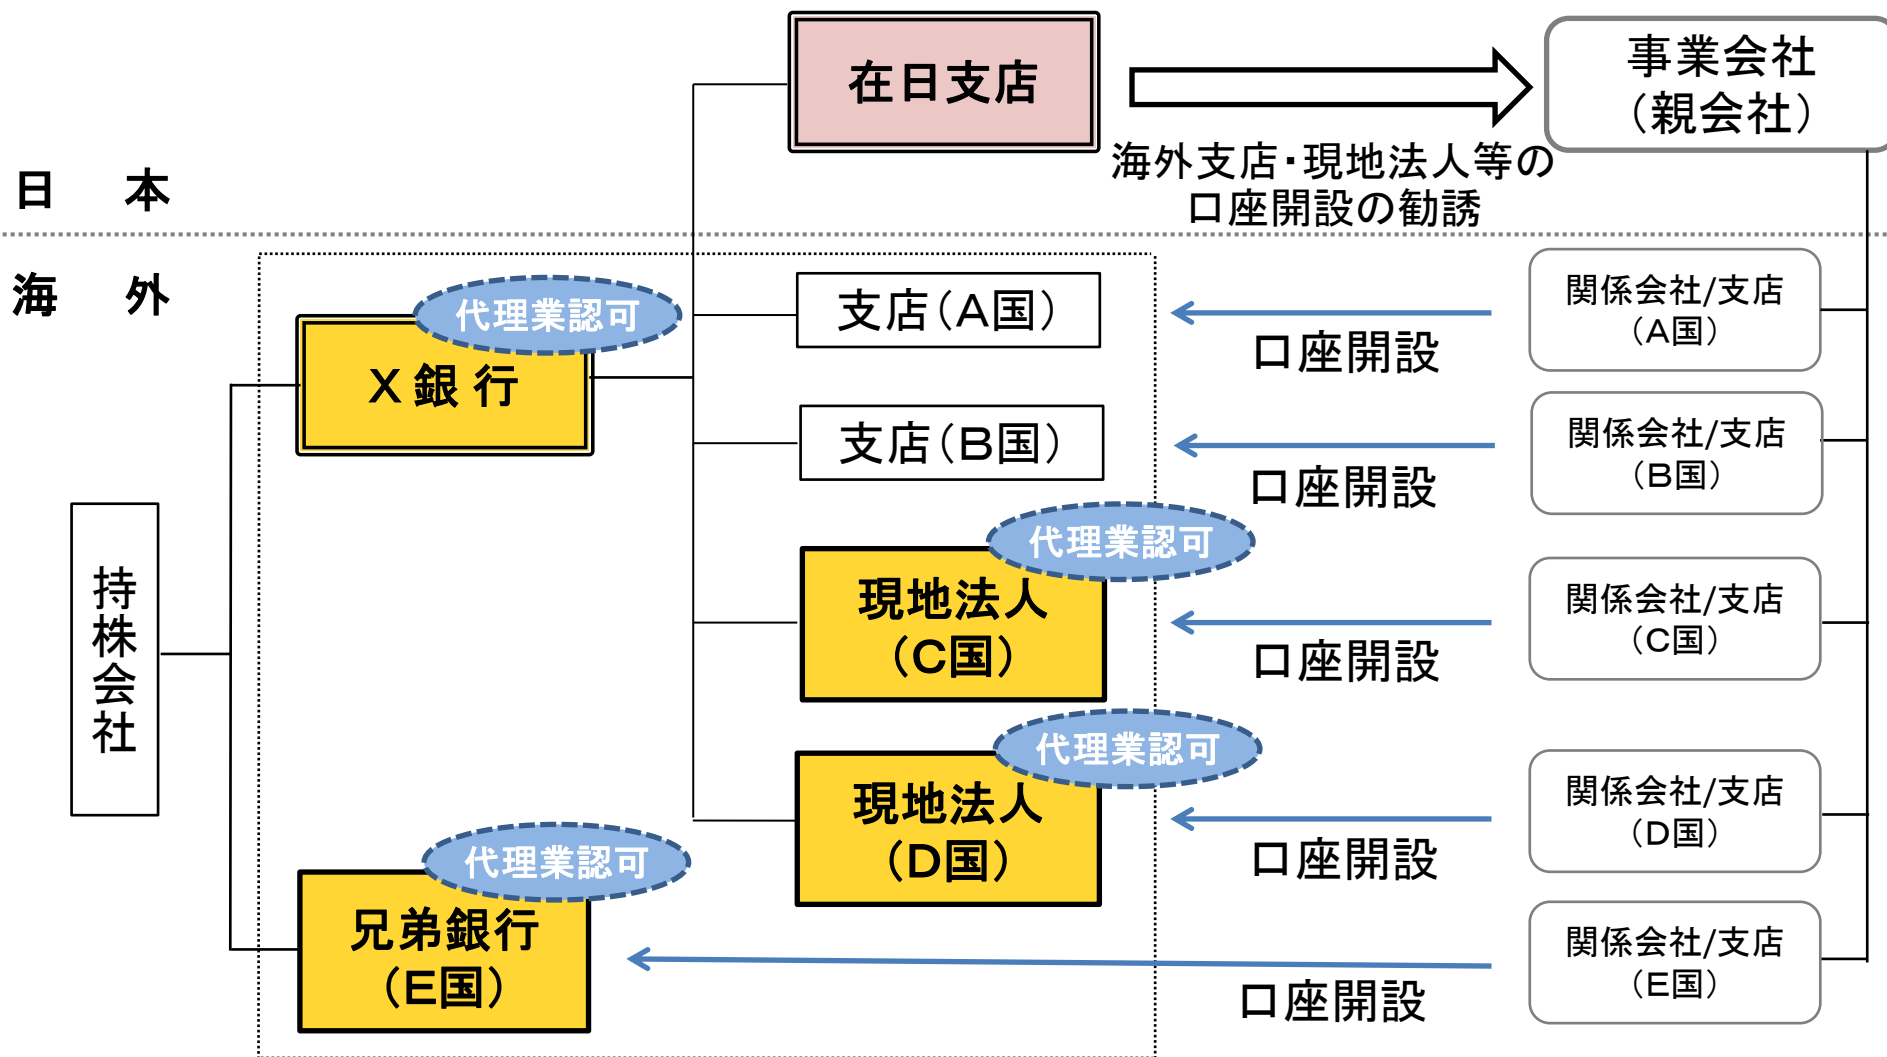 在日支店
事業会社
（親会社）
海外支店・現地法人等の
口座開設の勧誘
日　本
海　外
代理業認可
X 銀 行
支店（A国）
口座開設
関係会社/支店
（A国）
支店（B国）
口座開設
関係会社/支店
（B国）
持株会社
代理業認可
現地法人
（C国）
口座開設
関係会社/支店
（C国）
代理業認可
現地法人
（D国）
口座開設
関係会社/支店
（D国）
代理業認可
兄弟銀行
（E国）
口座開設
関係会社/支店
（E国）